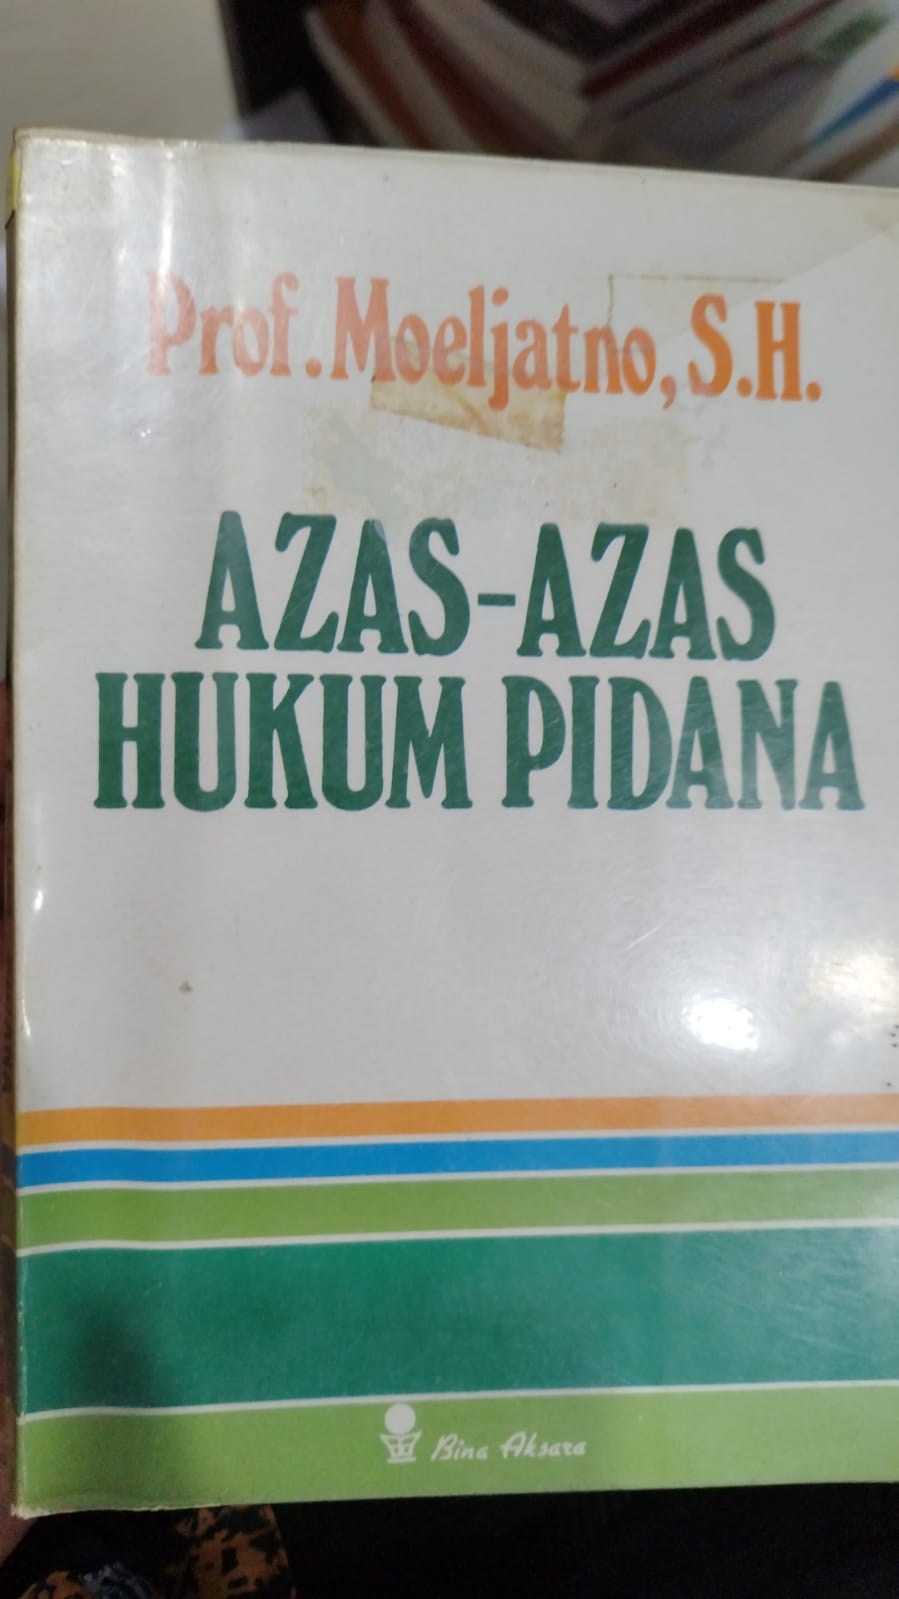 Prof. Moeljatno, S.H.
AZAS-AZAS
HUKUM PIDANA
Bina Aksara